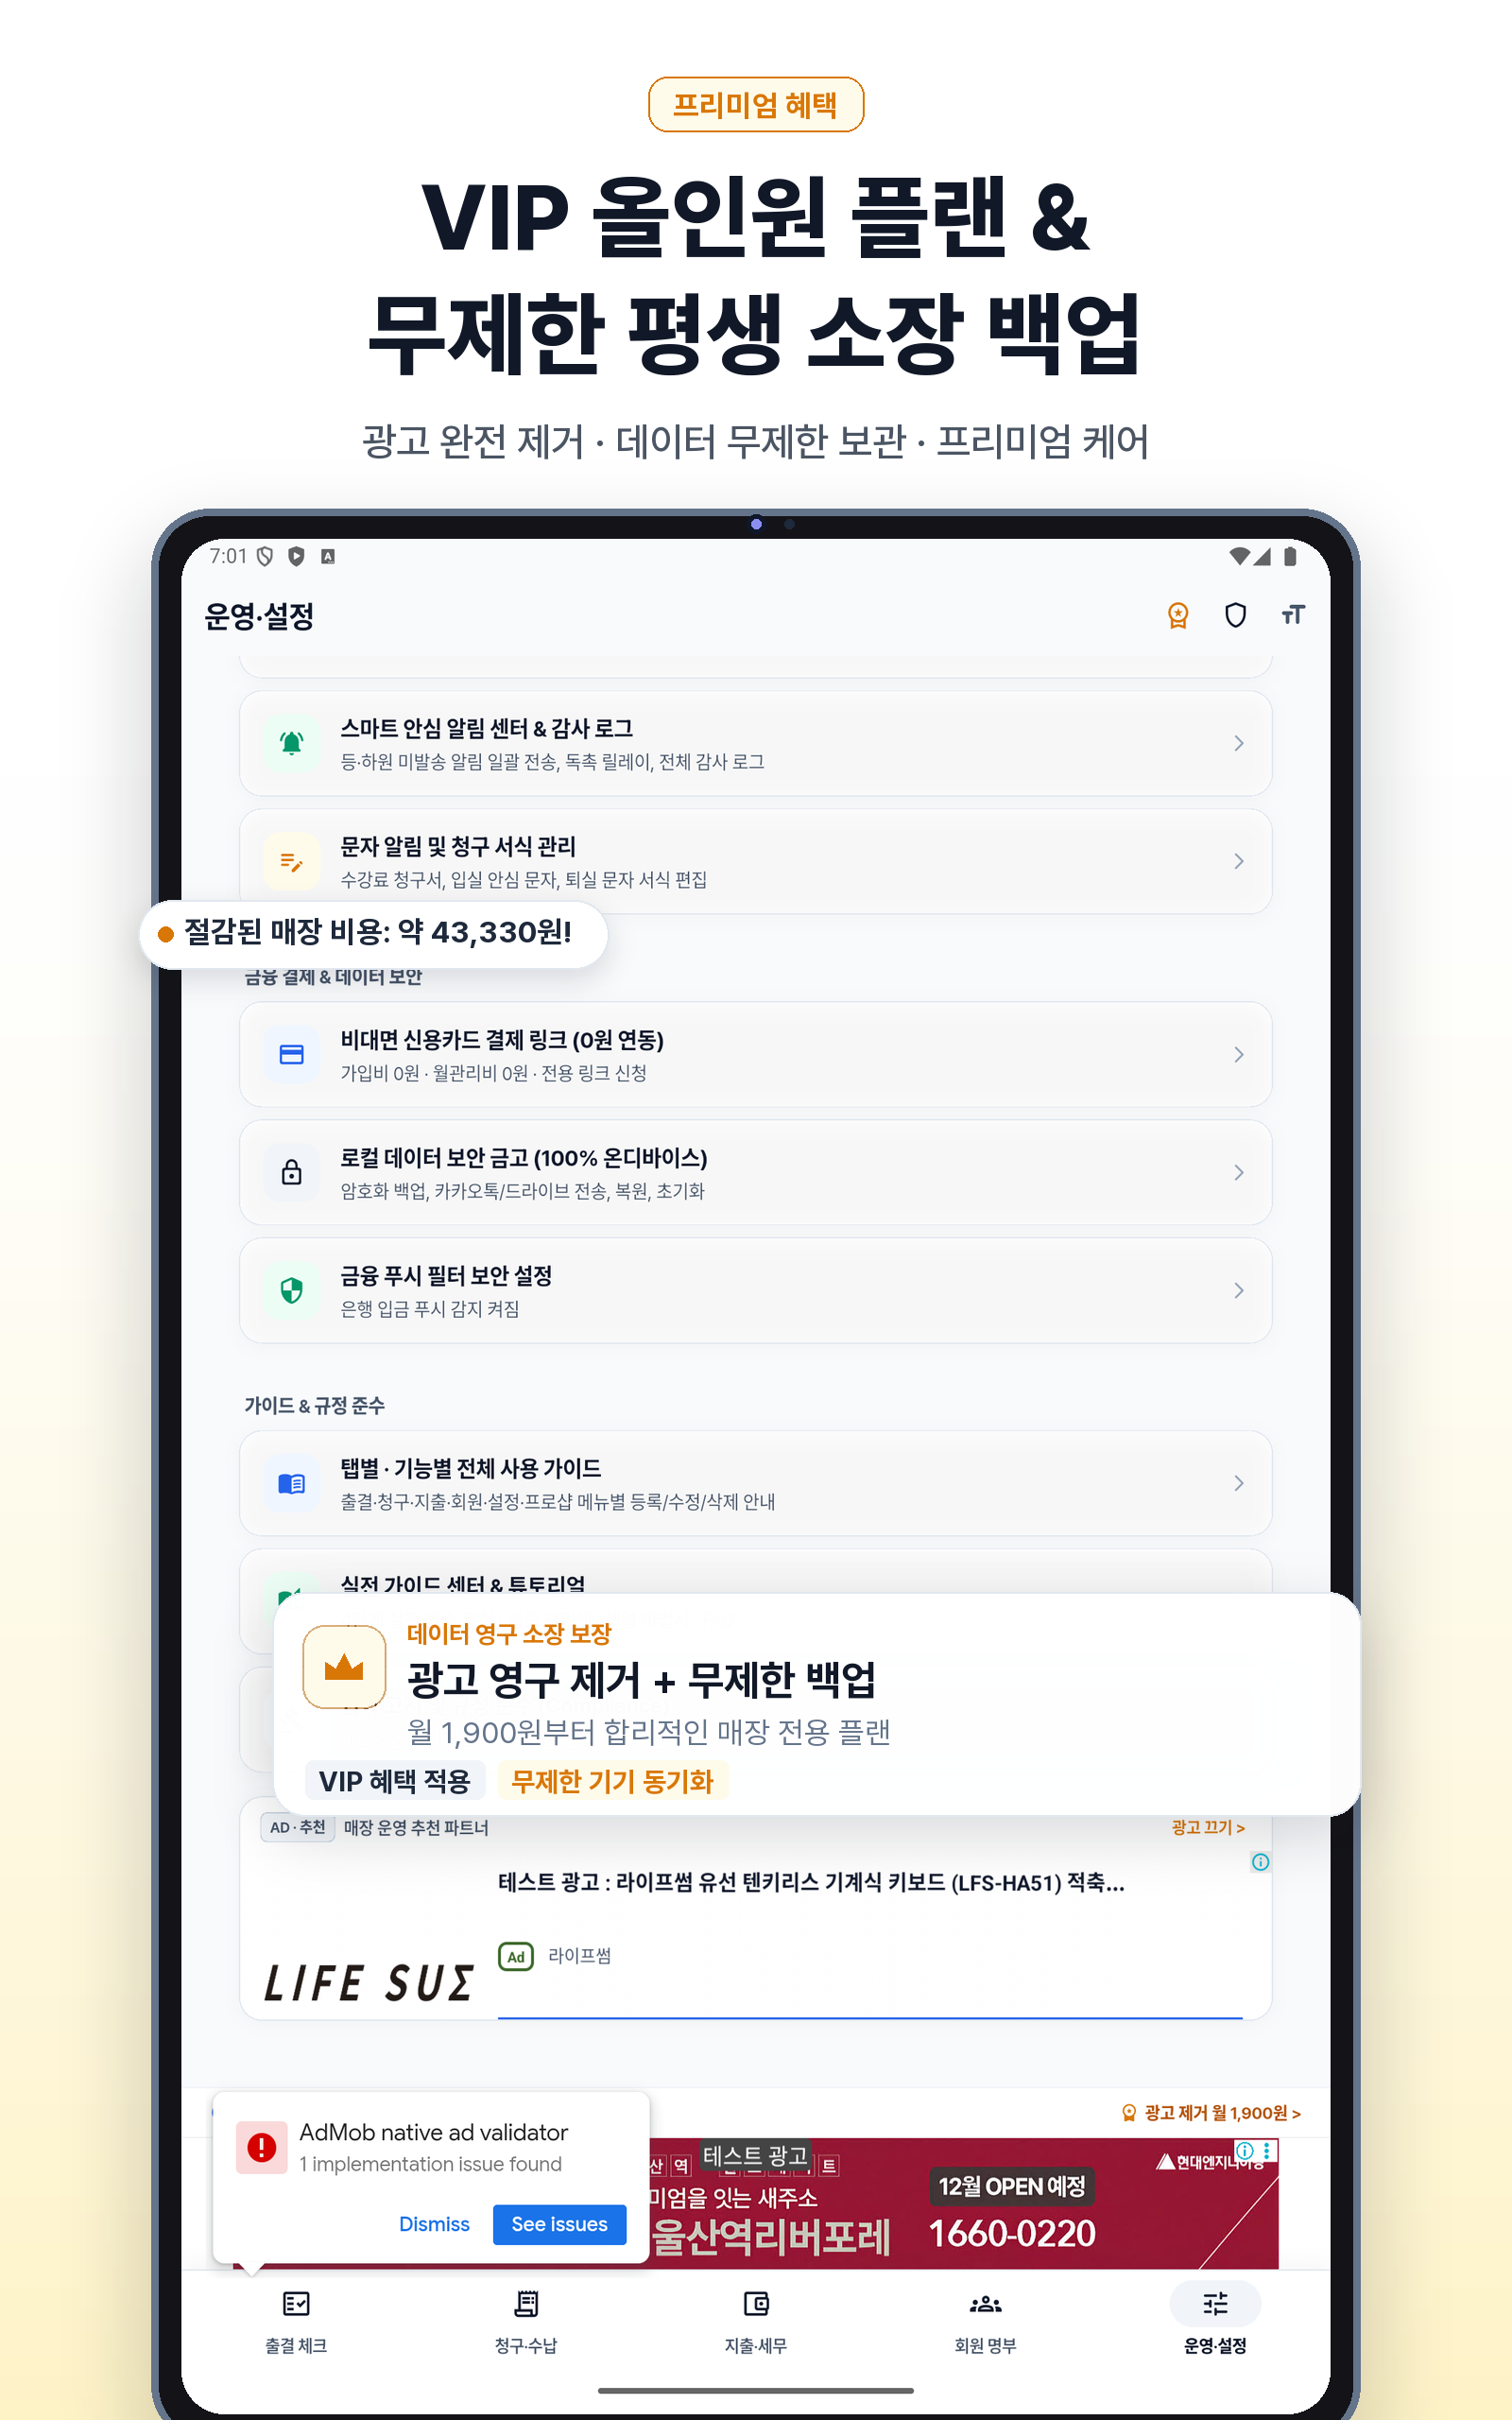 프리미엄 혜택
VIP 올인원 플랜 &
무제한 평생 소장 백업
광고 완전 제거 · 데이터 무제한 보관 · 프리미엄 케어
7:01
운영·설정
스마트 안심 알림 센터 & 감사 로그
등·하원 미발송 알림 일괄 전송, 독촉 릴레이, 전체 감사 로그
문자 알림 및 청구 서식 관리
수강료 청구서, 입실 안심 문자, 퇴실 문자 서식 편집
절감된 매장 비용: 약 43,330원!
금융 결제 & 데이터 보안
비대면 신용카드 결제 링크 (0원 연동)
가입비 0원 · 월관리비 0원 · 전용 링크 신청
로컬 데이터 보안 금고 (100% 온디바이스)
암호화 백업, 카카오톡/드라이브 전송, 복원, 초기화
금융 푸시 필터 보안 설정
은행 입금 푸시 감지 켜짐
가이드 & 규정 준수
탭별 · 기능별 전체 사용 가이드
출결·청구·지출·회원·설정·프로샵 메뉴별 등록/수정/삭제 안내
실전 가이드 센터 & 튜토리얼
데이터 영구 소장 보장
광고 영구 제거 + 무제한 백업
월 1,900원부터 합리적인 매장 전용 플랜
VIP 혜택 적용
무제한 기기 동기화
AD · 추천
매장 운영 추천 파트너
광고 끄기 >
테스트 광고 : 라이프썸 유선 텐키리스 기계식 키보드 (LFS-HA51) 적축...
Ad
라이프썸
LIFE SUΣ
광고 제거 월 1,900원 >
AdMob native ad validator
1 implementation issue found
Dismiss
See issues
테스트 광고
산역
미엄을 잇는 새주소
울산역리버포레
12월 OPEN 예정
1660-0220
현대엔지니어링
출결 체크
청구·수납
지출·세무
회원 명부
운영·설정